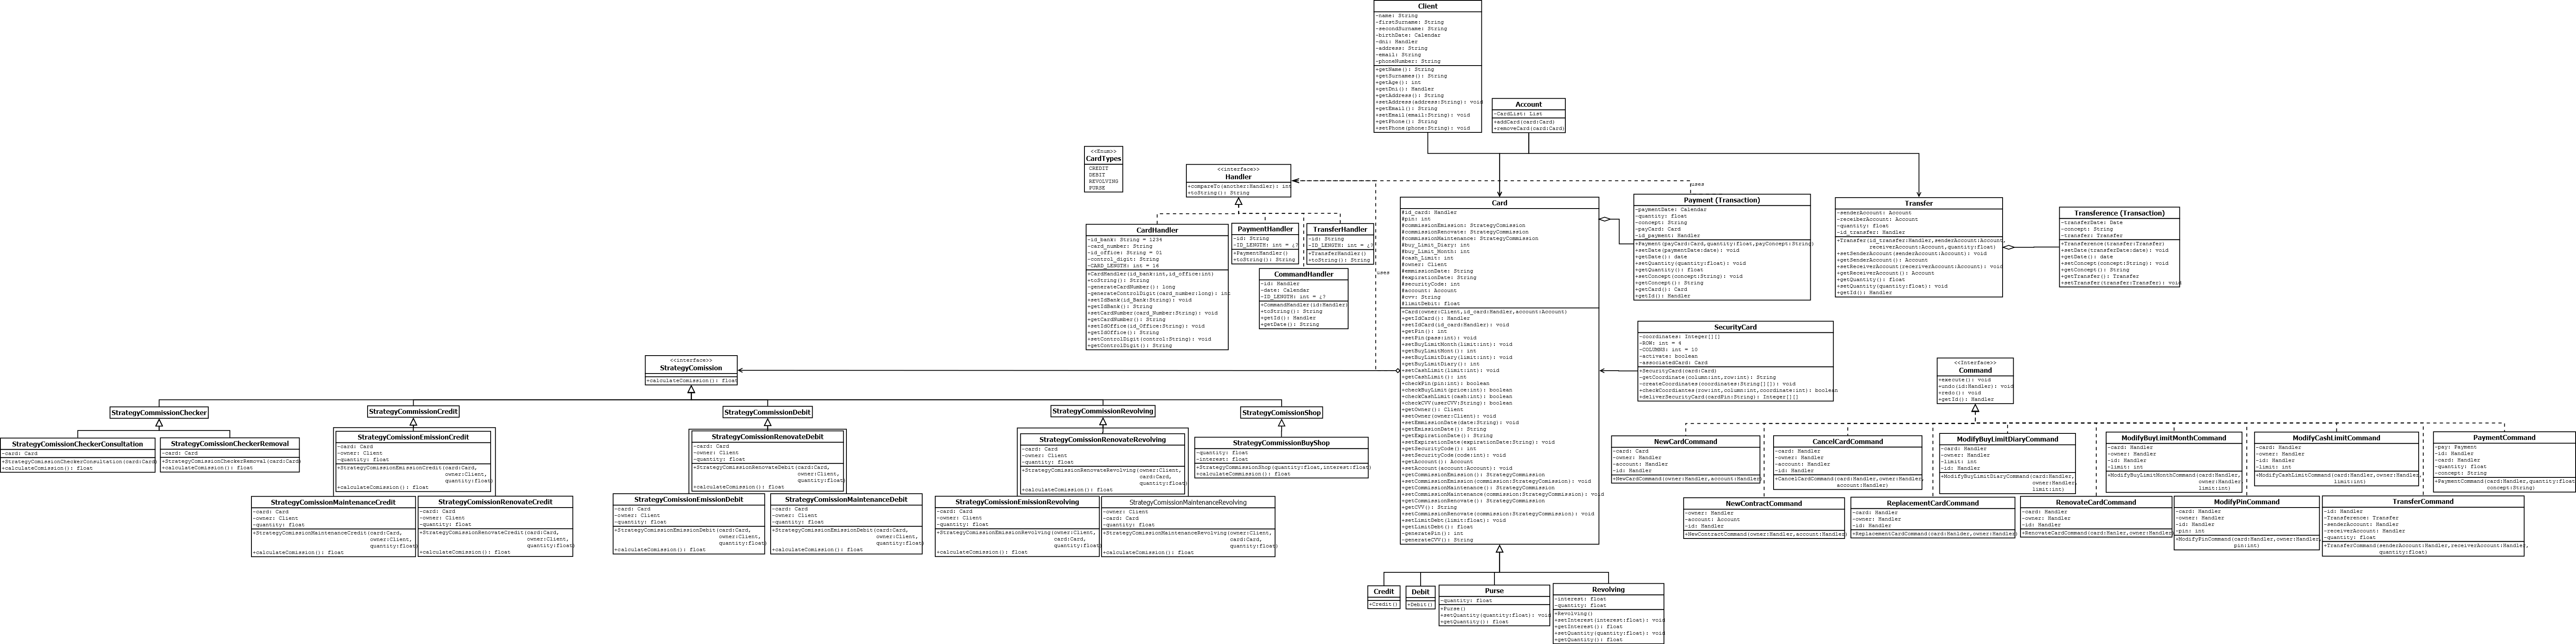 Client
-name: String
-firstSurname: String
-secondSurname: String
-birthDate: Calendar
-dni: Handler
-address: String
-email: String
-phoneNumber: String
+getName(): String
+getSurnames(): String
+getAge(): int
+getDni(): Handler
+getAddress(): String
+setAddress(address:String): void
+getEmail(): String
+setEmail(email:String): void
+getPhone(): String
+setPhone(phone:String): void
Account
-CardList: List
+addCard(card:Card)
+removeCard(card:Card)
<<Enum>>
CardTypes
CREDIT
DEBIT
REVOLVING
PURSE
<<interface>>
Handler
+compareTo(another:Handler): int
+toString(): String
uses
uses
CardHandler
-id_bank: String = 1234
-card_number: String
-id_office: String = 01
-control_digit: String
-CARD_LENGTH: int = 16
+CardHandler(id_bank:int,id_office:int)
+toString(): String
-generateCardNumber(): long
-generateControlDigit(card_number:long): int
+setIdBank(id_Bank:String): void
+getIdBank(): String
+setCardNumber(card_Number:String): void
+getCardNumber(): String
+setIdOffice(id_Office:String): void
+getIdOffice(): String
+setControlDigit(control:String): void
+getControlDigit(): String
PaymentHandler
-id: String
-ID_LENGTH: int = ¿?
+PaymentHandler()
+toString(): String
TransferHandler
-id: String
-ID_LENGTH: int = ¿?
+TransferHandler()
+toString(): String
CommandHandler
-id: Handler
-date: Calendar
-ID_LENGTH: int = ¿?
+CommandHandler(id:Handler)
+toString(): String
+getId(): Handler
+getDate(): String
Card
#id_card: Handler
#pin: int
#commissionEmission: StrategyComission
#commissionRenovate: StrategyCommission
#commissionMaintenance: StrategyCommission
#buy_Limit_Diary: int
#buy_Limit_Month: int
#cash_Limit: int
#owner: Client
#emmissionDate: String
#expirationDate: String
#securityCode: int
#account: Account
#cvv: String
#limitDebit: float
+Card(owner:Client,id_card:Handler,account:Account)
+getIdCard(): Handler
+setIdCard(id_card:Handler): void
+getPin(): int
+setPin(pass:int): void
+setBuyLimitMonth(limit:int): void
+getBuyLimitMont(): int
+setBuyLimitDiary(limit:int): void
+getBuyLimitDiary(): int
+setCashLimit(limit:int): void
+getCashLimit(): int
+checkPin(pin:int): boolean
+checkBuyLimit(price:int): boolean
+checkCashLimit(cash:int): boolean
+checkCVV(userCVV:String): boolean
+getOwner(): Client
+setOwner(owner:Client): void
+setEmmissionDate(date:String): void
+getEmissionDate(): String
+getExpirationDate(): String
+setExpirationDate(expirationDate:String): void
+getSecurityCode(): int
+setSecurityCode(code:int): void
+getAccount(): Account
+setAccount(account:Account): void
+getCommissionEmission(): StrategyCommission
+setCommissionEmission(commission:StrategyComission): void
+getCommissionMaintenance(): StrategyCommission
+setCommissionMaintenance(commission:StrategyCommission): void
+getCommissionRenovate(): StrategyCommission
+getCVV(): String
+setCommissionRenovate(commission:StrategyCommission): void
+setLimitDebt(limit:float): void
+getLimitDebt(): float
-generatePin(): int
-generateCVV(): String
Payment (Transaction)
-paymentDate: Calendar
-quantity: float
-concept: String
-payCard: Card
-id_payment: Handler
+Payment(payCard:Card,quantity:float,payConcept:String)
+setDate(paymentDate:date): void
+getDate(): date
+setQuantity(quantity:float): void
+getQuantity(): float
+setConcept(concept:String): void
+getConcept(): String
+getCard(): Card
+getId(): Handler
Transfer
-senderAccount: Account
-receiberAccount: Account
-quantity: float
-id_transfer: Handler
+Transfer(id_transfer:Handler,senderAccount:Account,
receiverAccount:Account,quantity:float)
+setSenderAccount(senderAccount:Account): void
+getSenderAccount(): Account
+setReceiverAccount(receiverAccount:Account): void
+getReceiverAccount(): Account
+getQuantity(): float
+setQuantity(quantity:float): void
+getId(): Handler
Transference (Transaction)
-transferDate: Date
-concept: String
-transfer: Transfer
+Transference(transfer:Transfer)
+setDate(transferDate:date): void
+getDate(): date
+setConcept(concept:String): void
+getConcept(): String
+getTransfer(): Transfer
+setTransfer(transfer:Transfer): void
SecurityCard
-coordinates: Integer[][]
-ROW: int = 4
-COLUMNS: int = 10
-activate: boolean
-associatedCard: Card
+SecurityCard(card:Card)
-getCoordinate(column:int,row:int): String
-createCoordinates(coordinates:String[][]): void
+checkCoordinates(row:int,column:int,coordinate:int): boolean
+deliverSecurityCard(cardPin:String): Integer[][]
<<interface>>
StrategyComission
+calculateComission(): float
StrategyCommissionChecker
StrategyCommissionCredit
StrategyCommissionDebit
StrategyCommissionRevolving
StrategyComissionShop
StrategyCommissionCheckerConsultation
-card: Card
+StrategyComissionCheckerConsultation(card:Card)
+calculateComission(): float
StrategyComissionCheckerRemoval
-card: Card
+StrategyComissionCheckerRemoval(card:Card)
+calculateComission(): float
StrategyComissionEmissionCredit
-card: Card
-owner: Client
-quantity: float
+StrategyComissionEmissionCredit(card:Card,
owner:Client,
quantity:float)
+calculateComission(): float
StrategyComissionMaintenanceCredit
-card: Card
-owner: Client
-quantity: float
+StrategyComissionMaintenanceCredit(card:Card,
owner:Client,
quantity:float)
+calculateComission(): float
StrategyComissionRenovateCredit
-card: Card
-owner: Client
-quantity: float
+StrategyComissionRenovateCredit(card:Card,
owner:Client,
quantity:float)
+calculateComission(): float
StrategyComissionRenovateDebit
-card: Card
-owner: Client
-quantity: float
+StrategyComissionRenovateDebit(card:Card,
owner:Client,
quantity:float)
+calculateComission(): float
StrategyComissionEmissionDebit
-card: Card
-owner: Client
-quantity: float
+StrategyComissionEmissionDebit(card:Card,
owner:Client,
quantity:float)
+calculateComission(): float
StrategyComissionMaintenanceDebit
-card: Card
-owner: Client
-quantity: float
+StrategyComissionEmissionDebit(card:Card,
owner:Client,
quantity:float)
+calculateComission(): float
StrategyComissionRenovateRevolving
-card: Card
-owner: Client
-quantity: float
+StrategyComissionRenovateRevolving(owner:Client,
card:Card,
quantity:float)
+calculateComission(): float
StrategyComissionEmissionRevolving
-card: Card
-owner: Client
-quantity: float
+StrategyComissionEmissionRevolving(owner:Client,
card:Card,
quantity:float)
+calculateComission(): float
StrategyComissionMaintenanceRevolving
-owner: Client
-card: Card
-quantity: float
+StrategyComissionMaintenanceRevolving(owner:Client,
card:Card,
quantity:float)
+calculateComission(): float
StrategyCommissionBuyShop
-quantity: float
-interest: float
+StrategyComissionShop(quantity:float,interest:float)
+calculateCommission(): float
<<Interface>>
Command
+execute(): void
+undo(id:Handler): void
+redo(): void
+getId(): Handler
NewCardCommand
-card: Card
-owner: Handler
-account: Handler
-id: Handler
+NewCardCommand(owner:Handler,account:Handler)
CancelCardCommand
-card: Handler
-owner: Handler
-account: Handler
-id: Handler
+CancelCardCommand(card:Handler,owner:Handler,
account:Handler)
ModifyBuyLimitDiaryCommand
-card: Handler
-owner: Handler
-limit: int
-id: Handler
+ModifyBuyLimitDiaryCommand(card:Handler,
owner:Handler,
limit:int)
ModifyBuyLimitMonthCommand
-card: Handler
-owner: Handler
-id: Handler
-limit: int
+ModifyBuyLimitMonthCommand(card:Handler,
owner:Handler,
limit:int)
ModifyCashLimitCommand
-card: Handler
-owner: Handler
-id: Handler
-limit: int
+ModifyCashLimitCommand(card:Handler,owner:Handler,
limit:int)
PaymentCommand
-pay: Payment
-id: Handler
-card: Handler
-quantity: float
-concept: String
+PaymentCommand(card:Handler,quantity:float,
concept:String)
NewContractCommand
-owner: Handler
-account: Account
-id: Handler
+NewContractCommand(owner:Handler,account:Handler)
ReplacementCardCommand
-card: Handler
-owner: Handler
-id: Handler
+ReplacementCardCommand(card:Hanlder,owner:Handler)
RenovateCardCommand
-card: Handler
-owner: Handler
-id: Handler
+RenovateCardCommand(card:Handler,owner:Handler)
ModifyPinCommand
-card: Handler
-owner: Handler
-id: Handler
-pin: int
+ModifyPinCommand(card:Handler,owner:Handler,
pin:int)
TransferCommand
-id: Handler
-Transference: Transfer
-senderAccount: Handler
-receiverAccount: Handler
-quantity: float
+TransferCommand(senderAccount:Handler,receiverAccount:Handler,
quantity:float)
Credit
+Credit()
Debit
+Debit()
Purse
-quantity: float
+Purse()
+setQuantity(quantity:float): void
+getQuantity(): float
Revolving
-interest: float
-quantity: float
+Revolving()
+setInterest(interest:float): void
+getInterest(): float
+setQuantity(quantity:float): void
+getQuantity(): float